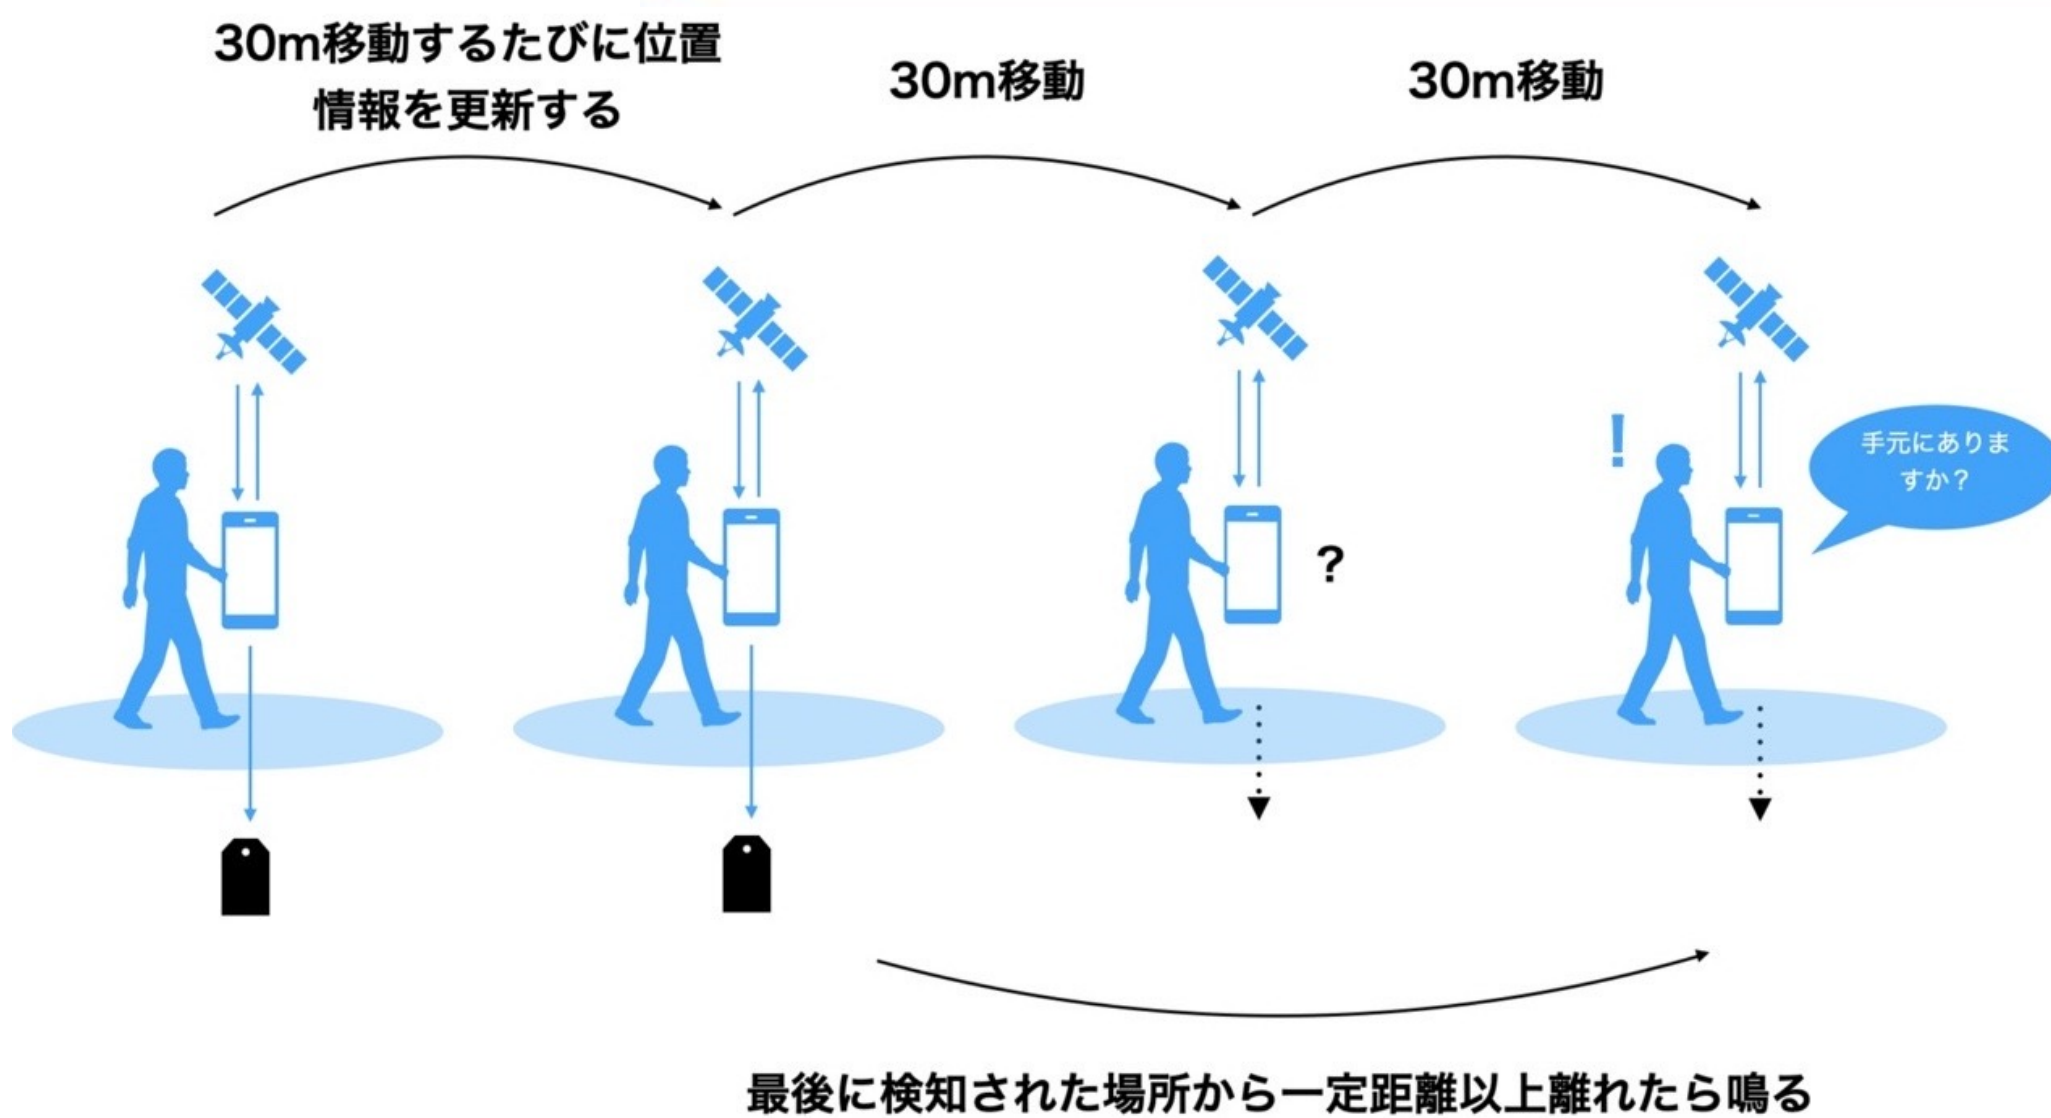 30m移動するたびに位置
情報を更新する
30m移動
30m移動
!
手元にありま
すか？
?
最後に検知された場所から一定距離以上離れたら鳴る